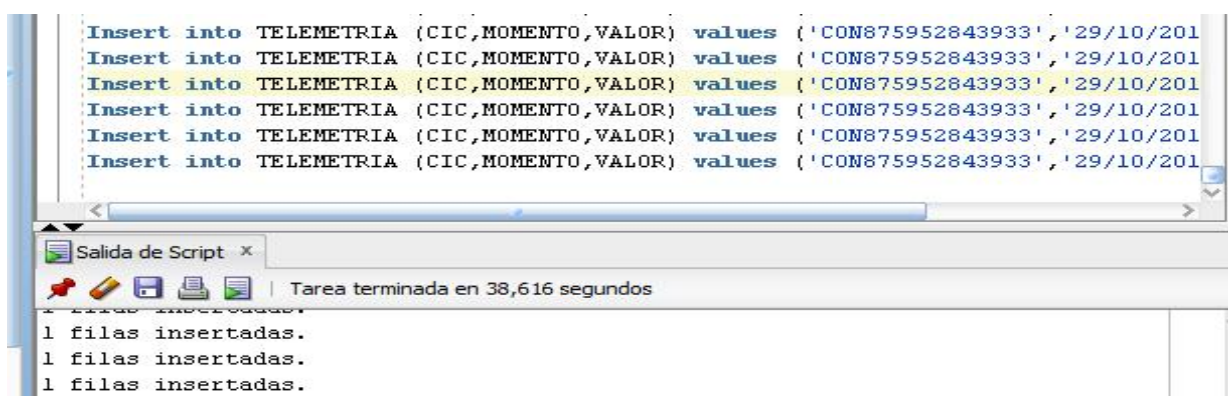 Insert into TELEMETRIA (CIC,MOMENTO,VALOR) values ('CON875952843933','29/10/201
Insert into TELEMETRIA (CIC,MOMENTO,VALOR) values ('CON875952843933','29/10/201
Insert into TELEMETRIA (CIC,MOMENTO,VALOR) values ('CON875952843933','29/10/201
Insert into TELEMETRIA (CIC,MOMENTO,VALOR) values ('CON875952843933','29/10/201
Insert into TELEMETRIA (CIC,MOMENTO,VALOR) values ('CON875952843933','29/10/201
Insert into TELEMETRIA (CIC,MOMENTO,VALOR) values ('CON875952843933','29/10/201
Salida de Script
Tarea terminada en 38,616 segundos
1 filas insertadas.
1 filas insertadas.
1 filas insertadas.
1 filas insertadas.